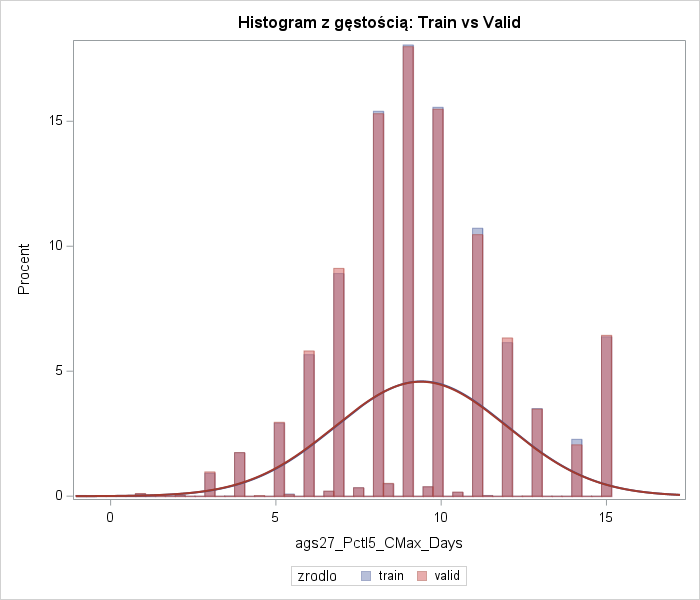 Histogram z gęstością: Train vs Valid
15
10
5
0
Procent
0 5 10 15
ags27_Pctl5_CMax_Days
zrodlo train valid